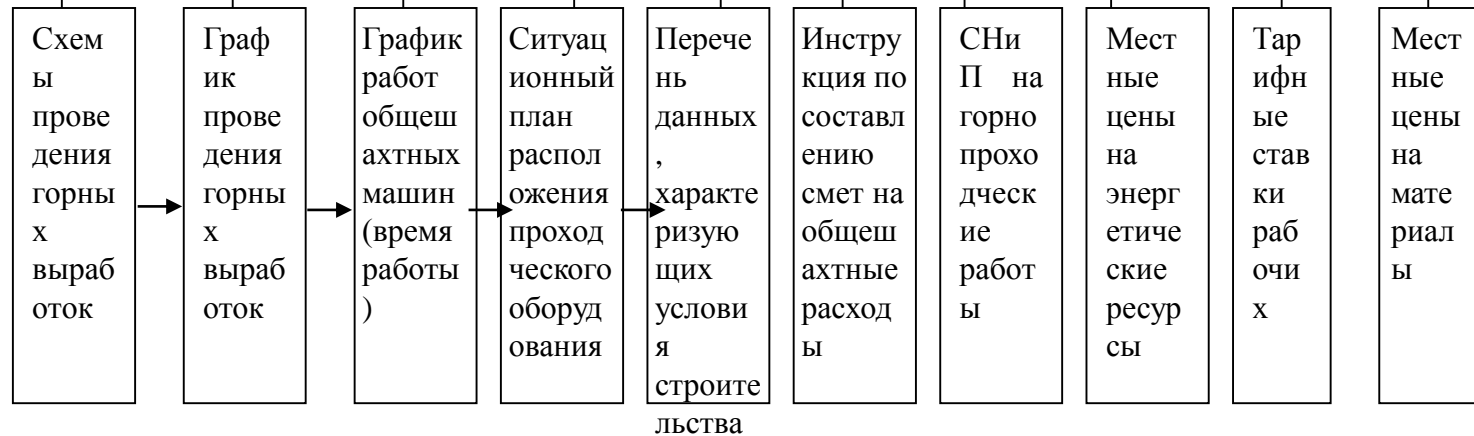 Схем
ы
прове
дения
горны
х
выраб
оток
Граф
ик
прове
дения
горны
х
выраб
оток
График
работ
общеш
ахтных
машин
(время
работы
)
Ситуац
ионный
план
распол
ожения
проход
ческого
оборуд
ования
Перече
нь
данных
,
характе
ризую
щих
услови
я
строите
льства
Инстру
кция по
составл
ению
смет на
общеш
ахтные
расход
ы
СНи
П на
горно
прохо
дческ
ие
работ
ы
Мест
ные
цены
на
энерг
етиче
ские
ресур
сы
Тар
ифн
ые
став
ки
раб
очи
х
Мест
ные
цены
на
мате
риал
ы